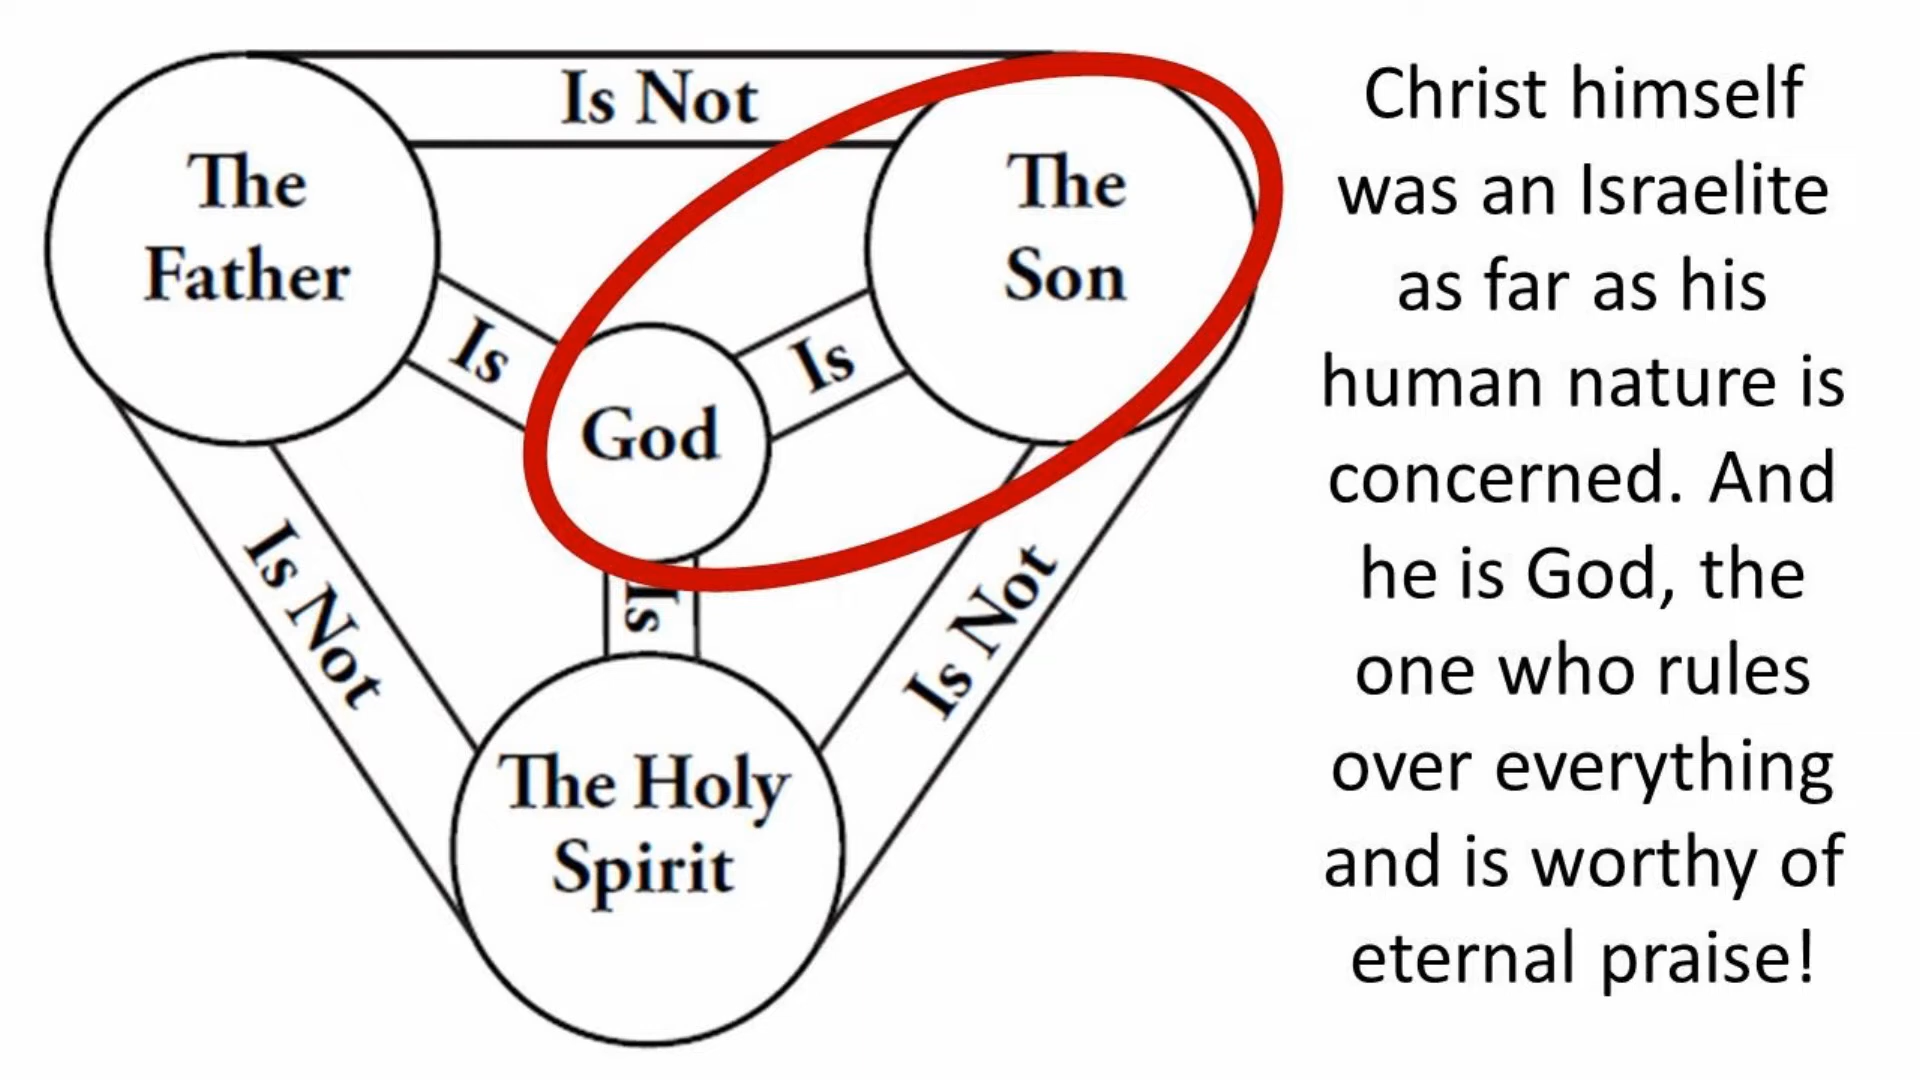 Is Not
The
Father
The
Son
Is
Is
God
Is
Is Not
Is Not
The Holy
Spirit
Christ himself
was an Israelite
as far as his
human nature is
concerned. And
he is God, the
one who rules
over everything
and is worthy of
eternal praise!